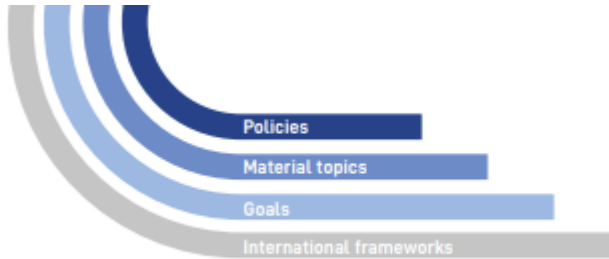 Policies
Material topics
Goals
International frameworks